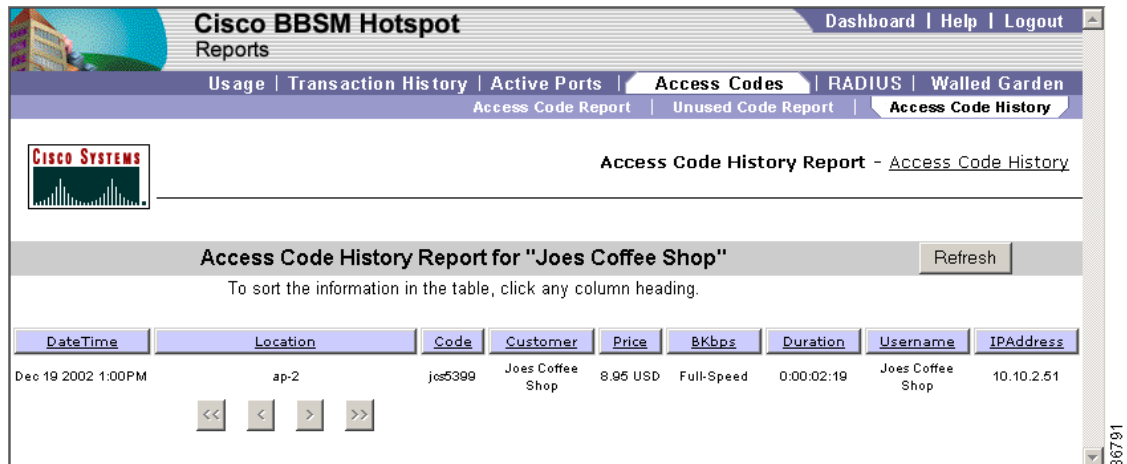 Cisco BBSM Hotspot
Dashboard | Help | Logout
Reports
Usage | Transaction History | Active Ports | Access Codes | RADIUS | Walled Garden
Access Code Report | Unused Code Report | Access Code History
CISCO SYSTEMS
Access Code History Report - Access Code History
Access Code History Report for "Joes Coffee Shop"
Refresh
To sort the information in the table, click any column heading.
DateTime Location Code Customer Price BKbps Duration Username IPAddress
Dec 19 2002 1:00PM ap-2 jcs5399 Joes Coffee Shop 8.95 USD Full-Speed 0:00:02:19 Joes Coffee Shop 10.10.2.51
<< < > >>